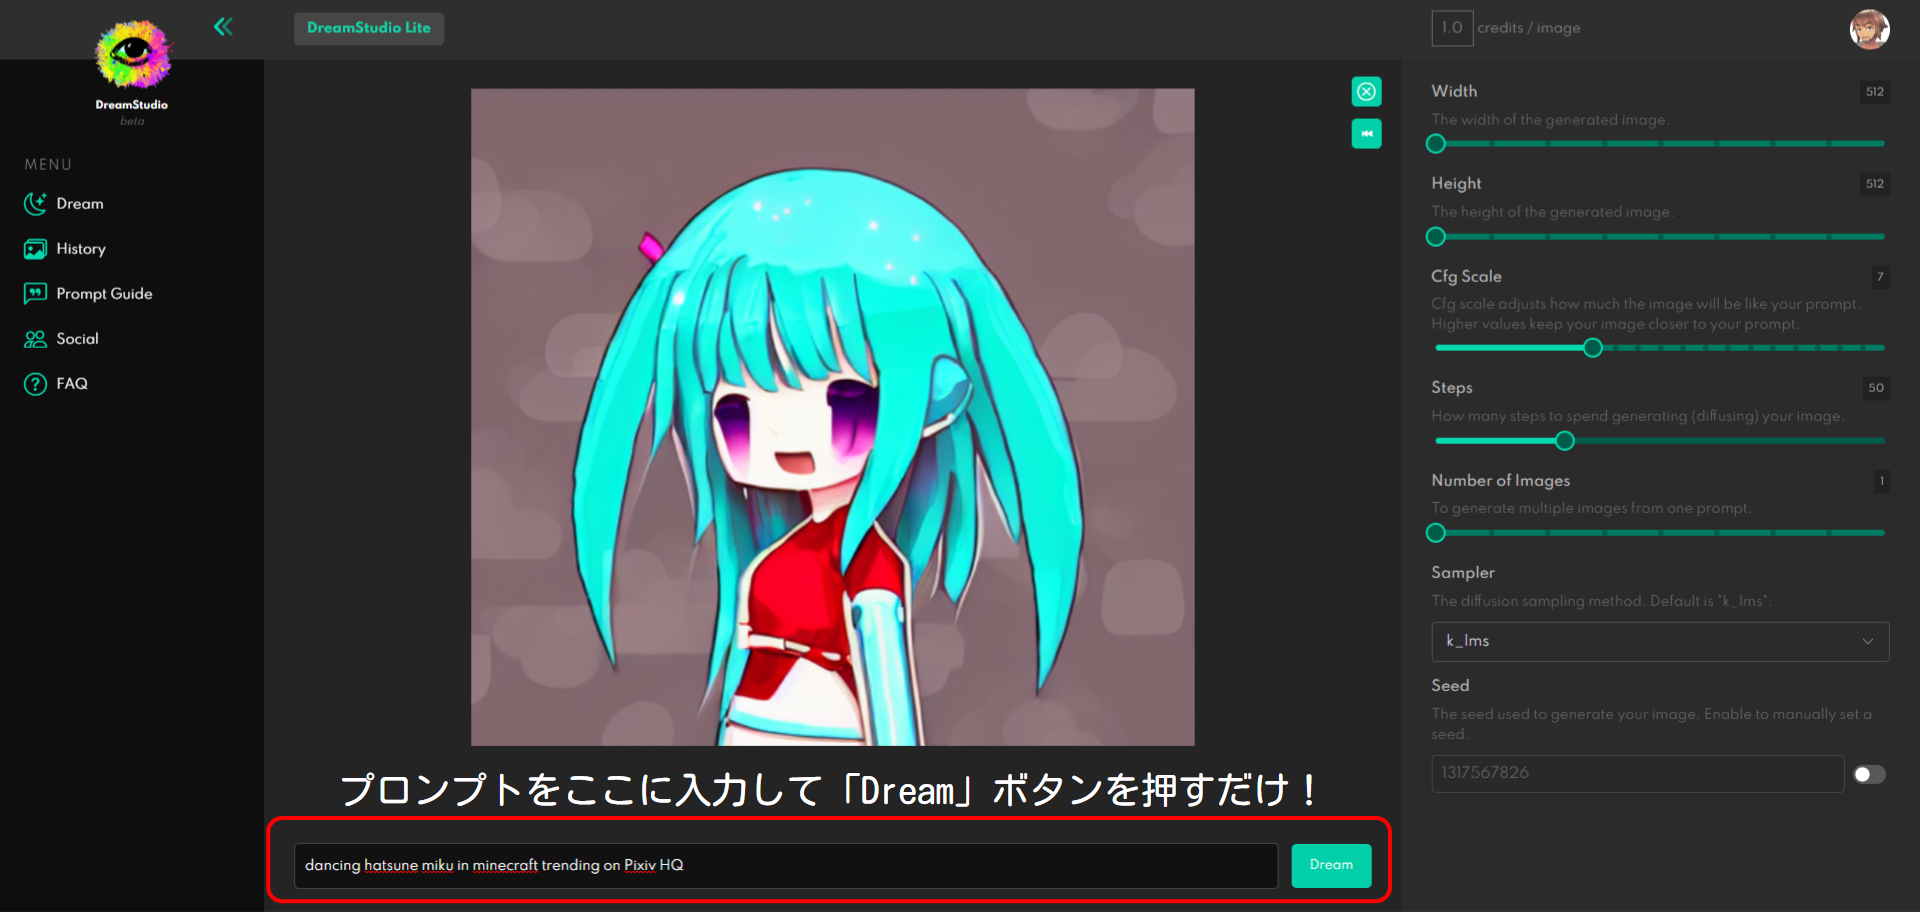 DreamStudio
beta
MENU
Dream
History
Prompt Guide
Social
FAQ
DreamStudio Lite
1.0 credits / image
プロンプトをここに入力して「Dream」ボタンを押すだけ！
dancing hatsune miku in minecraft trending on Pixiv HQ
Dream
Width 512
The width of the generated image.
Height 512
The height of the generated image.
Cfg Scale 7
Cfg scale adjusts how much the image will be like your prompt.
Higher values keep your image closer to your prompt.
Steps 50
How many steps to spend generating (diffusing) your image.
Number of Images 1
To generate multiple images from one prompt.
Sampler
The diffusion sampling method. Default is "k_lms".
k_lms
Seed
The seed used to generate your image. Enable to manually set a
seed.
1317567826